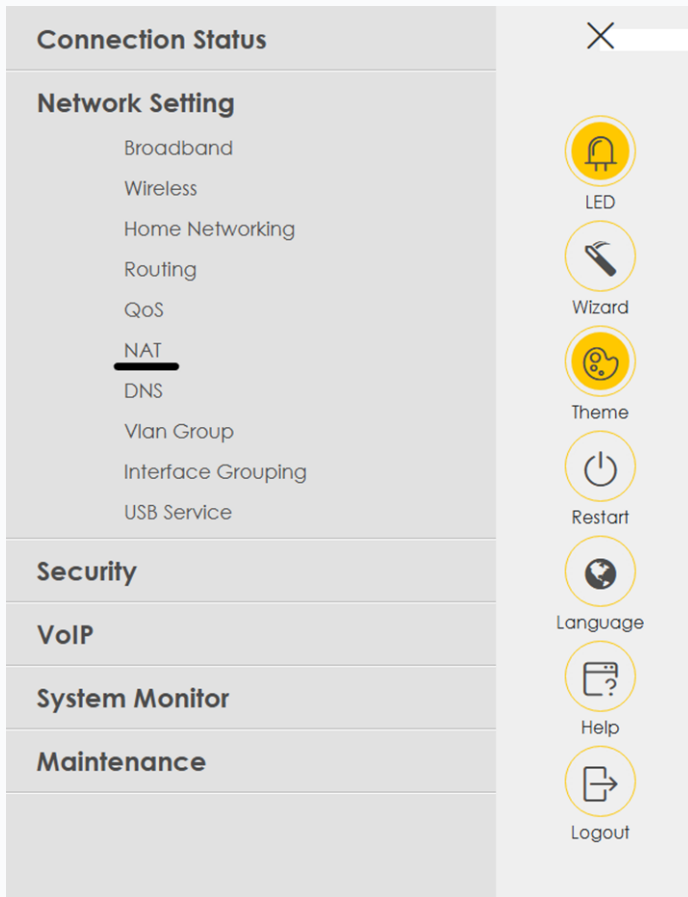 Connection Status
Network Setting
Broadband
Wireless
Home Networking
Routing
QoS
NAT
DNS
Vlan Group
Interface Grouping
USB Service
Security
VoIP
System Monitor
Maintenance
LED
Wizard
Theme
Restart
Language
?
Help
Logout